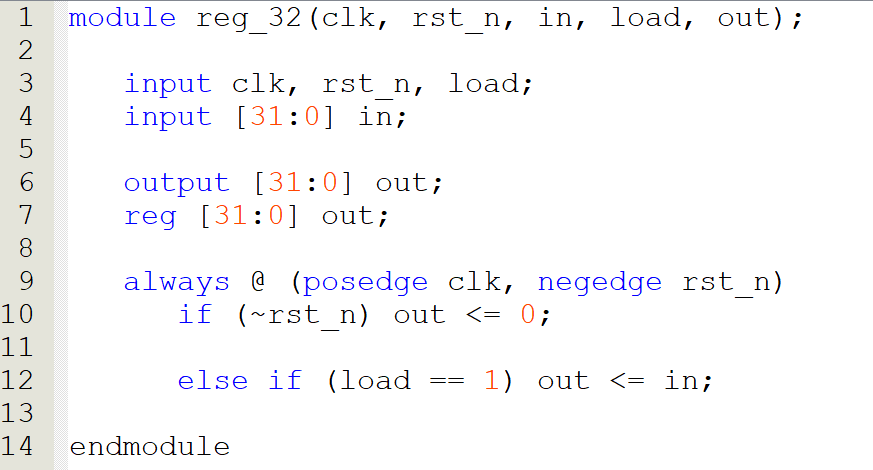 1 module reg_32(clk, rst_n, in, load, out);
2
3 input clk, rst_n, load;
4 input [31:0] in;
5
6 output [31:0] out;
7 reg [31:0] out;
8
9 always @ (posedge clk, negedge rst_n)
10 if (~rst_n) out <= 0;
11
12 else if (load == 1) out <= in;
13
14 endmodule